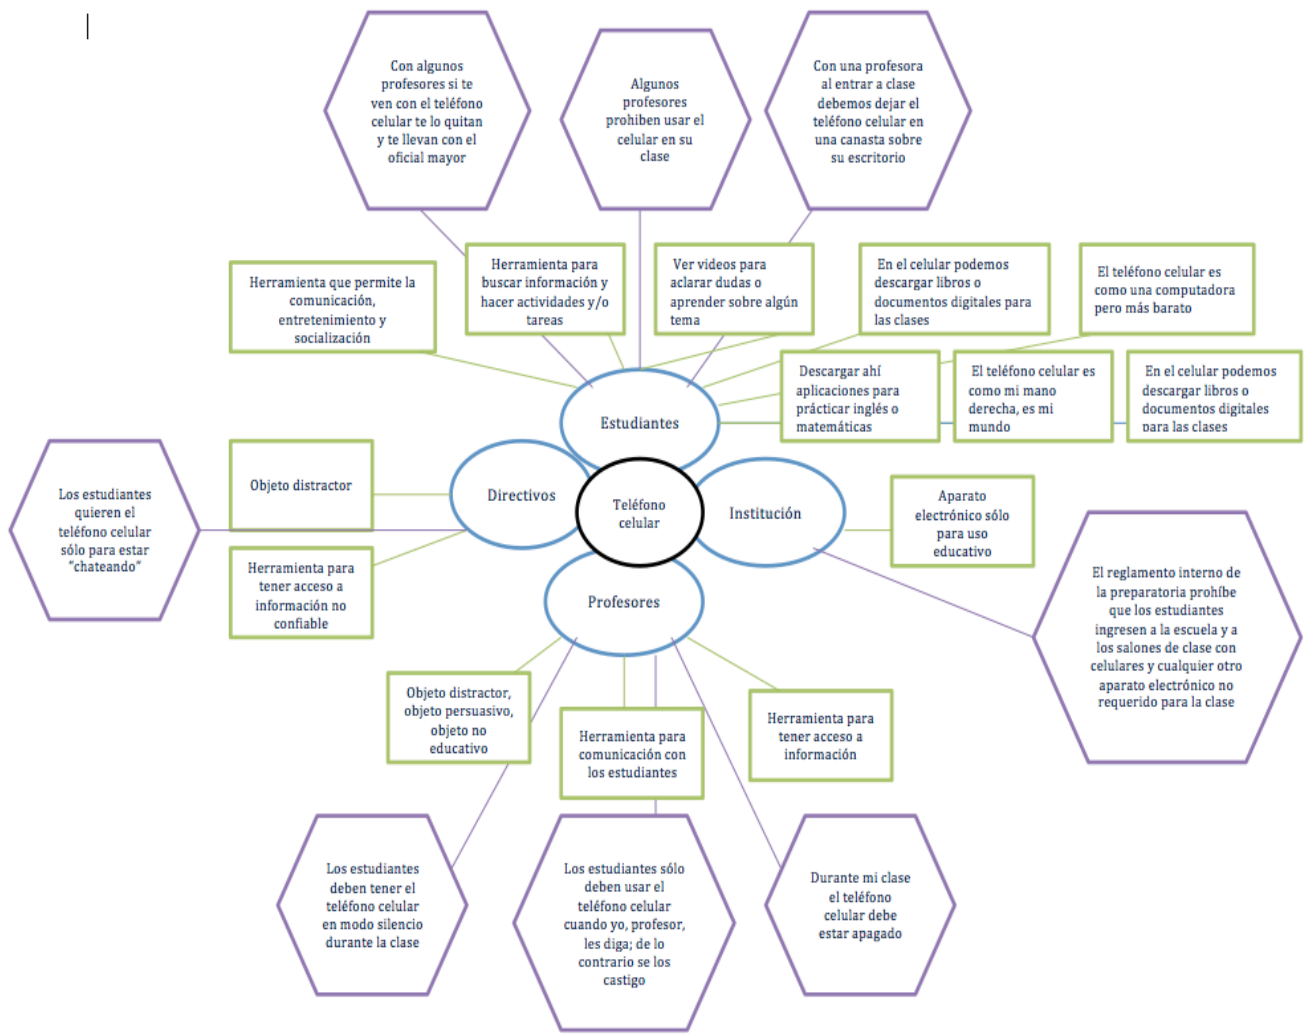 Con algunos
profesores si te
ven con el teléfono
celular te lo quitan
y te llevan con el
oficial mayor
Algunos
profesores
prohiben usar el
celular en su
clase
Con una profesora
al entrar a clase
debemos dejar el
teléfono celular en
una canasta sobre
su escritorio
Herramienta que permite la
comunicación,
entretenimiento y
socialización
Herramienta para
buscar información y
hacer actividades y/o
tareas
Ver videos para
aclarar dudas o
aprender sobre algún
tema
En el celular podemos
descargar libros o
documentos digitales para
las clases
El teléfono celular es
como una computadora
pero más barato
Descargar ahí
aplicaciones para
prácticar inglés o
matemáticas
El teléfono celular es
como mi mano
derecha, es mi
mundo
En el celular podemos
descargar libros o
documentos digitales
para las clases
Estudiantes
Directivos
Teléfono
celular
Institución
Profesores
Los estudiantes
quieren el
teléfono celular
sólo para estar
"chateando"
Objeto distractor
Herramienta para
tener acceso a
información no
confiable
Aparato
electrónico sólo
para uso
educativo
El reglamento interno de
la preparatoria prohíbe
que los estudiantes
ingresen a la escuela y a
los salones de clase con
celulares y cualquier otro
aparato electrónico no
requerido para la clase
Objeto distractor,
objeto persuasivo,
objeto no
educativo
Herramienta para
comunicación con
los estudiantes
Herramienta para
tener acceso a
información
Los estudiantes
deben tener el
teléfono celular
en modo silencio
durante la clase
Los estudiantes sólo
deben usar el
teléfono celular
cuando yo, profesor,
les diga; de lo
contrario se los
castigo
Durante mi clase
el teléfono
celular debe
estar apagado